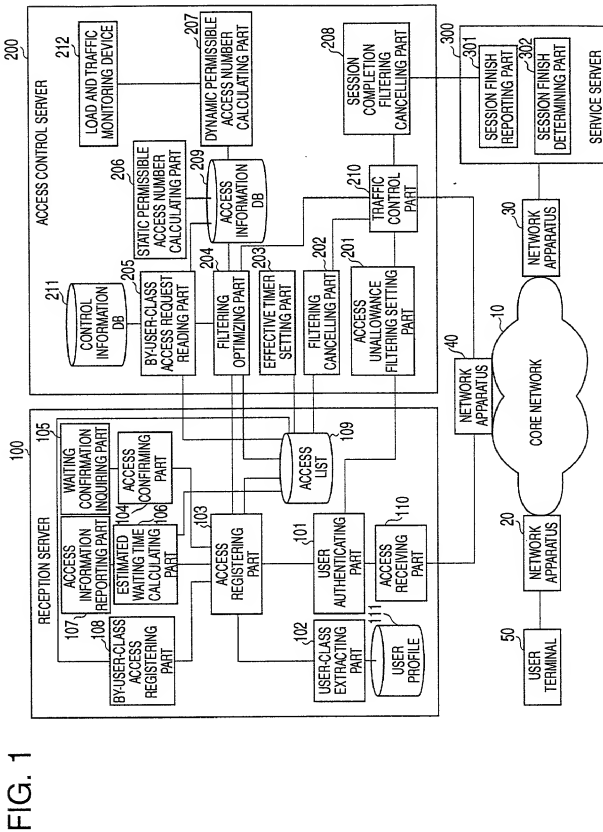 FIG. 1
100
RECEPTION SERVER
105
WAITING
CONFIRMATION
INQUIRING PART
ACCESS
INFORMATION
REPORTING PART
107
104
ACCESS
CONFIRMING
PART
106
ESTIMATED
WAITING TIME
CALCULATING
PART
108
BY-USER-CLASS
ACCESS
REGISTERING
PART
103
ACCESS
REGISTERING
PART
109
ACCESS
LIST
101
USER
AUTHENTICATING
PART
102
USER-CLASS
EXTRACTING
PART
110
ACCESS
RECEIVING
PART
111
USER
PROFILE
200
ACCESS CONTROL SERVER
211
CONTROL
INFORMATION
DB
212
LOAD AND TRAFFIC
MONITORING DEVICE
207
DYNAMIC PERMISSIBLE
ACCESS NUMBER
CALCULATING PART
206
STATIC PERMISSIBLE
ACCESS NUMBER
CALCULATING PART
209
ACCESS
INFORMATION
DB
205
BY-USER-CLASS
ACCESS REQUEST
READING PART
204
FILTERING
OPTIMIZING PART
203
EFFECTIVE TIMER
SETTING PART
202
FILTERING
CANCELLING PART
201
ACCESS
UNALLOWANCE
FILTERING SETTING
PART
208
SESSION
COMPLETION
FILTERING
CANCELLING PART
210
TRAFFIC
CONTROL
PART
300
301
SESSION FINISH
REPORTING PART
302
SESSION FINISH
DETERMINING PART
SERVICE SERVER
50
USER
TERMINAL
20
NETWORK
APPARATUS
40
NETWORK
APPARATUS
10
CORE NETWORK
30
NETWORK
APPARATUS